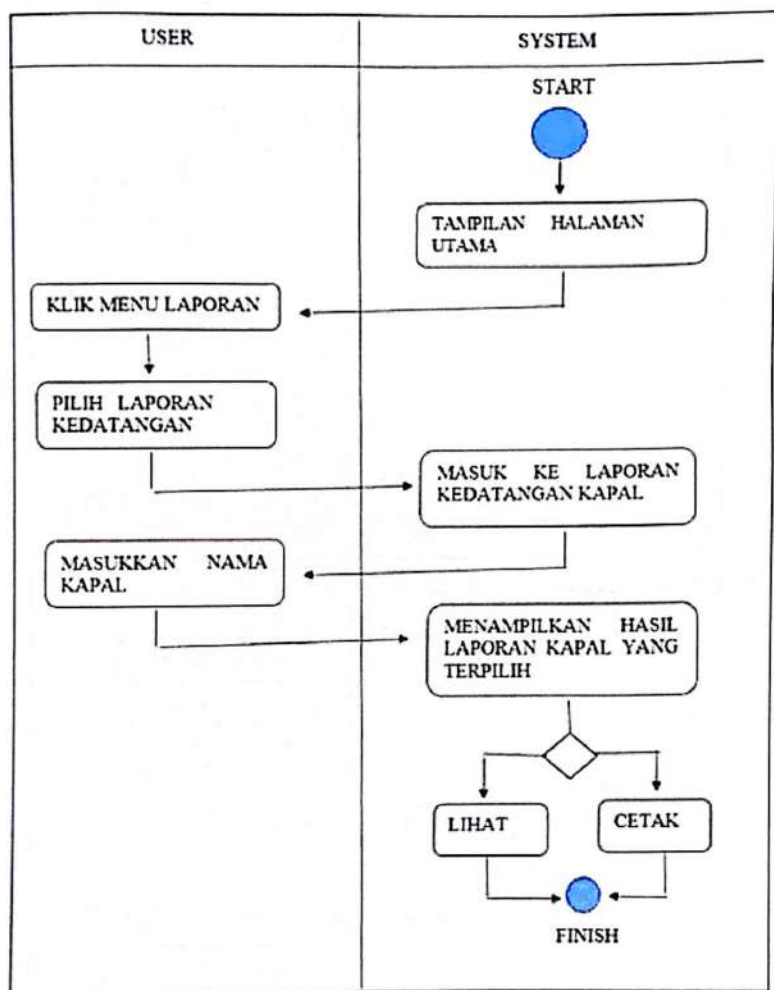 USER
SYSTEM
START
TAMPILAN HALAMAN
UTAMA
KLIK MENU LAPORAN
PILIH LAPORAN
KEDATANGAN
MASUK KE LAPORAN
KEDATANGAN KAPAL
MASUKKAN NAMA
KAPAL
MENAMPILKAN HASIL
LAPORAN KAPAL YANG
TERPILIH
LIHAT
CETAK
FINISH